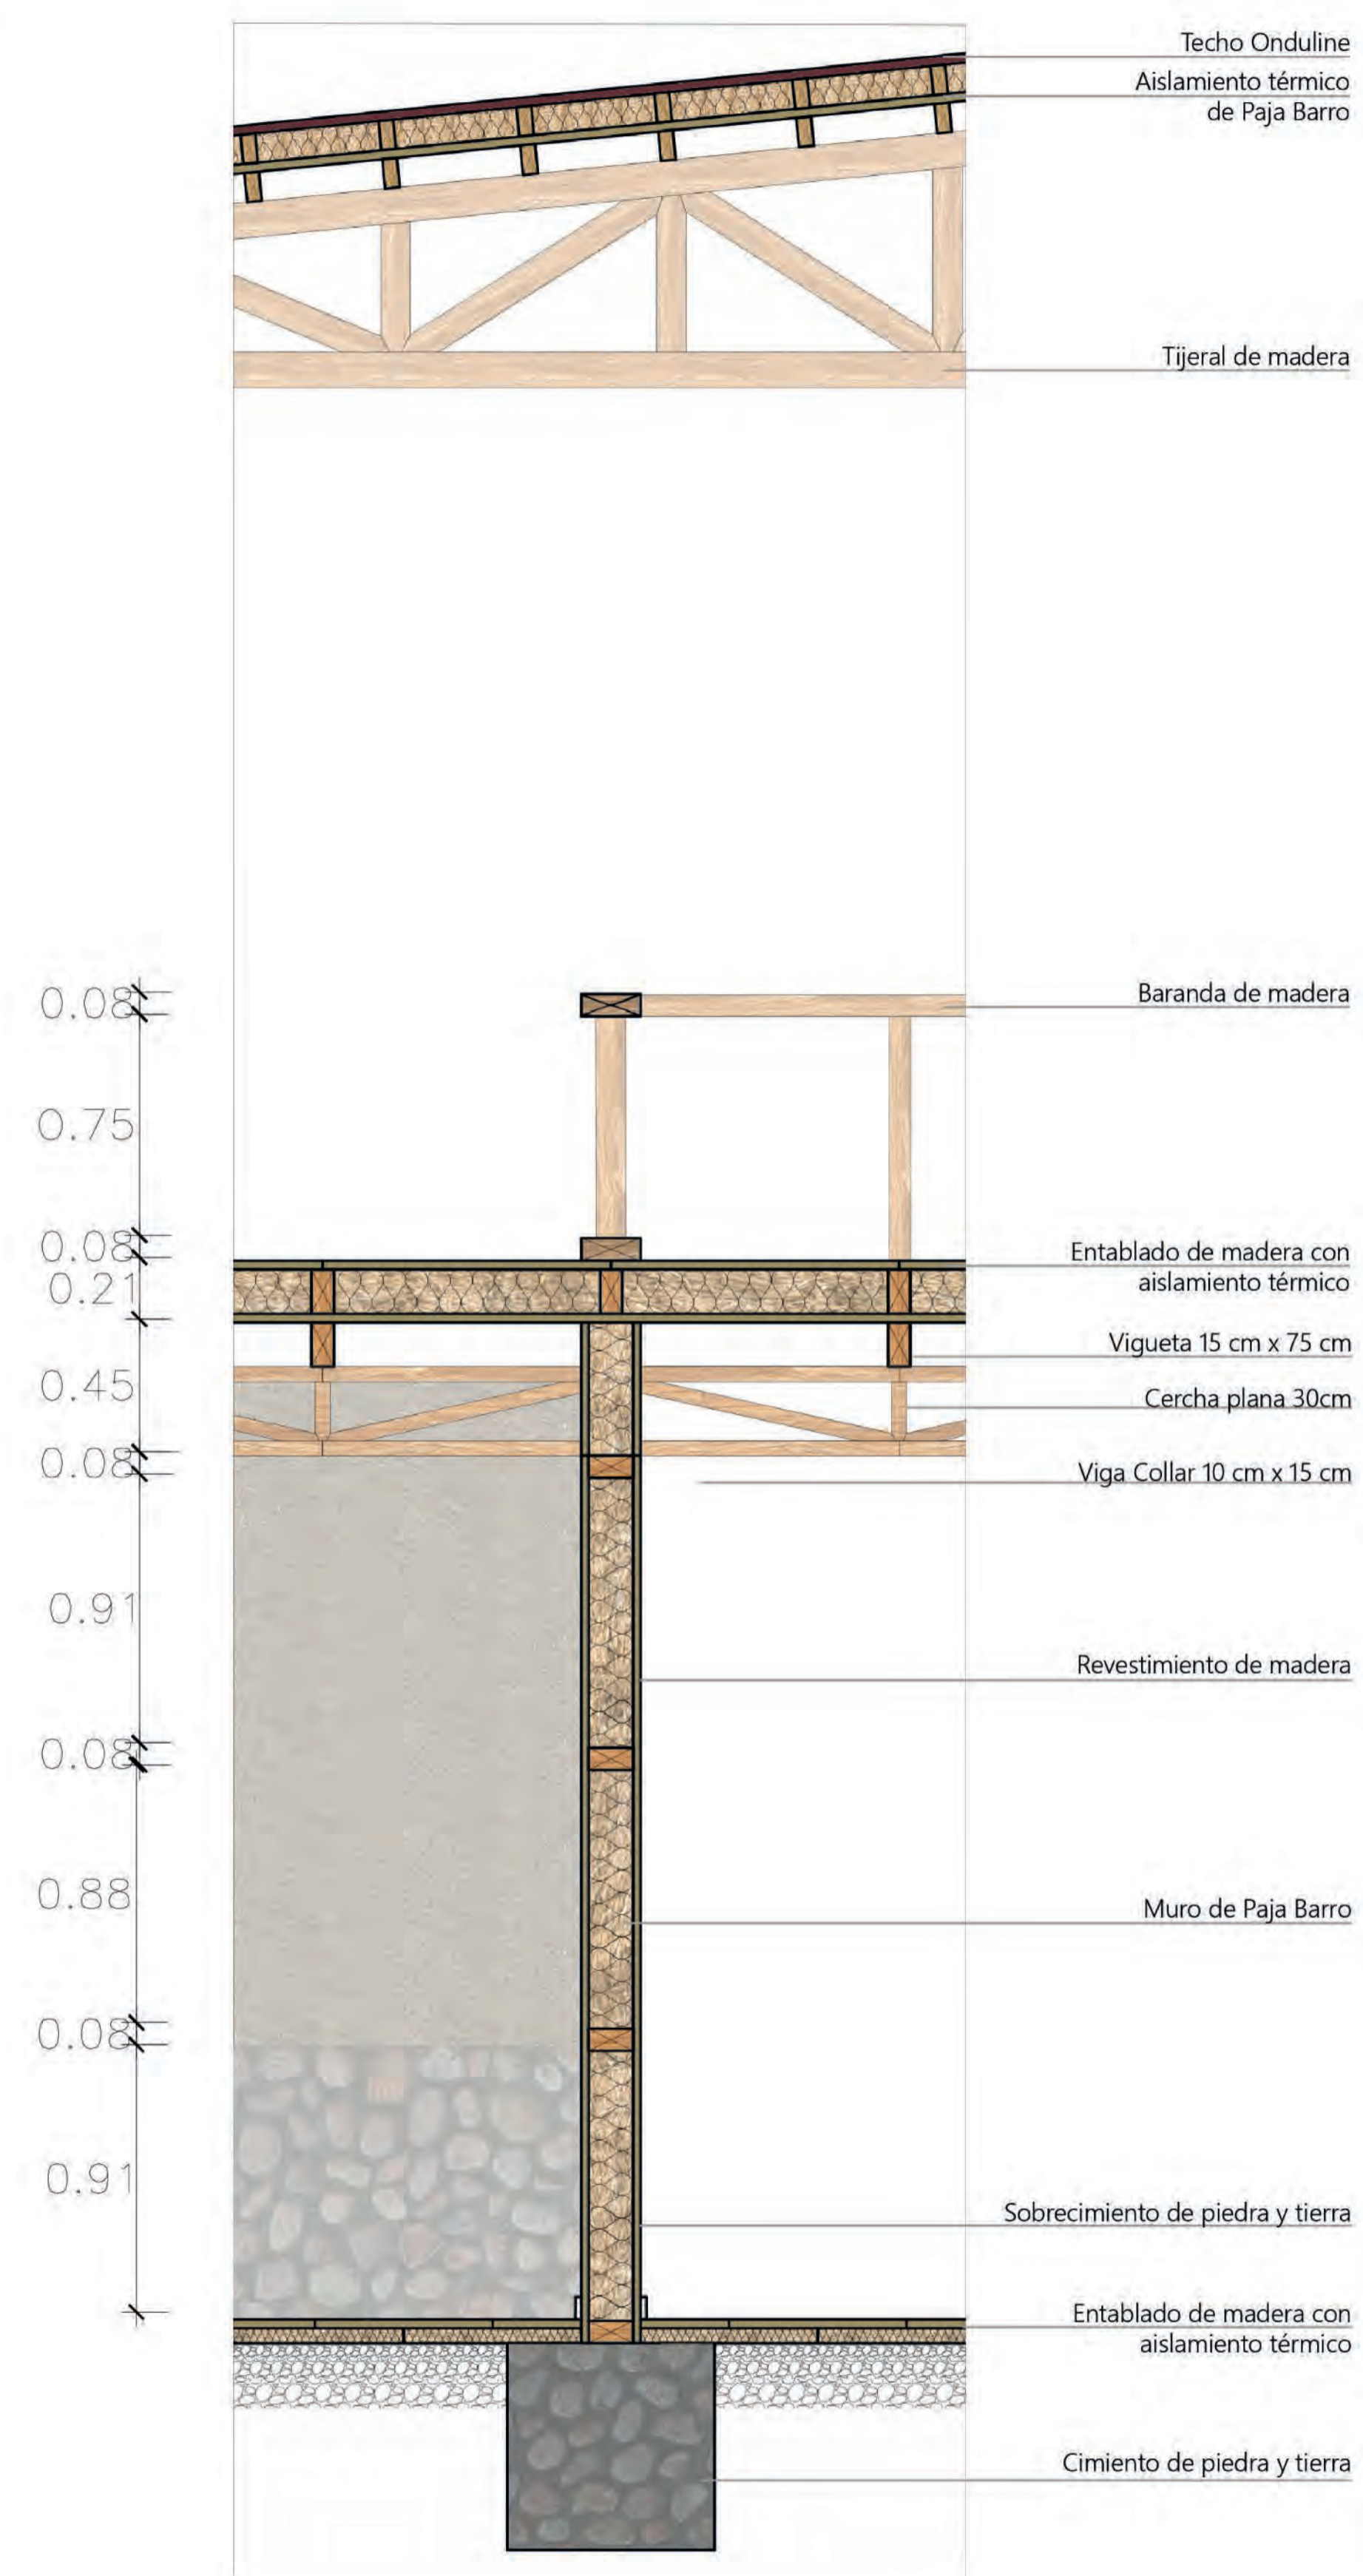 Techo Onduline
Aislamiento térmico
de Paja Barro
Tijeral de madera
Baranda de madera
0.08
0.75
0.08
Entablado de madera con
aislamiento térmico
0.21
Vigueta 15 cm x 75 cm
0.45
Cercha plana 30cm
0.08
Viga Collar 10 cm x 15 cm
0.91
Revestimiento de madera
0.08
0.88
Muro de Paja Barro
0.08
0.91
Sobrecimiento de piedra y tierra
Entablado de madera con
aislamiento térmico
Cimiento de piedra y tierra